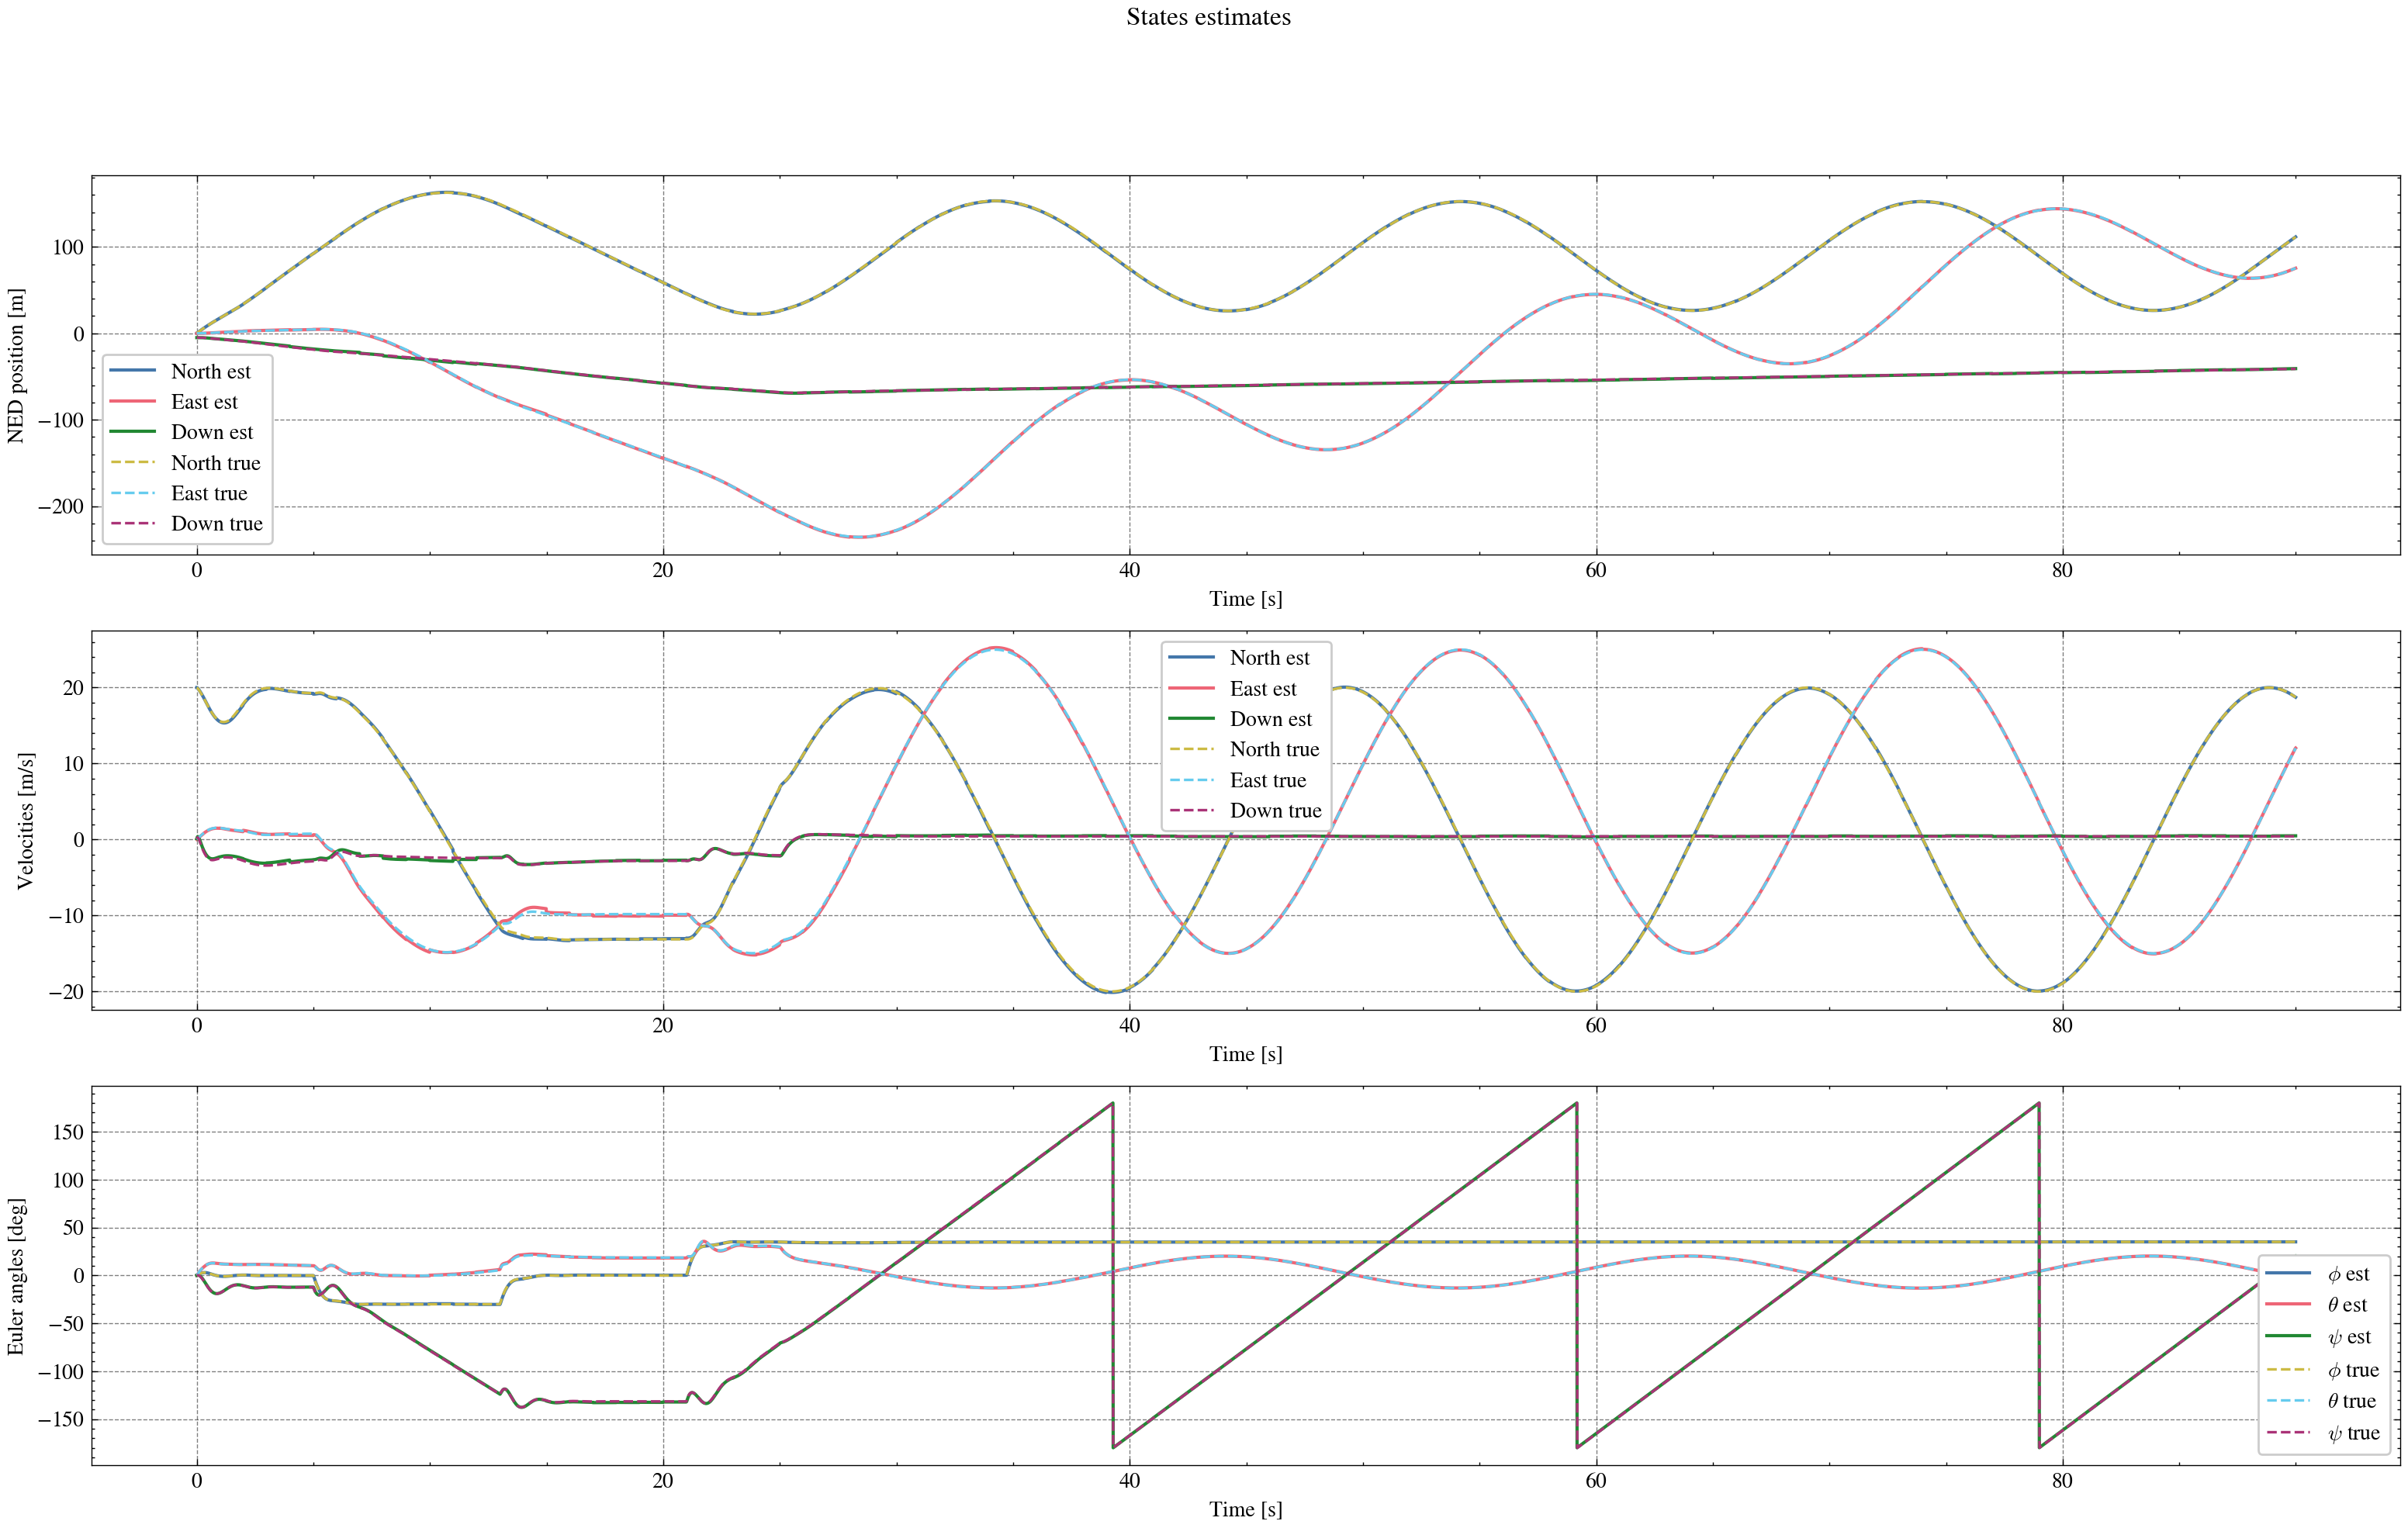 States estimates
NED position [m]
100
0
−100
−200
North est
East est
Down est
North true
East true
Down true
0 20 40 60 80
Time [s]
Velocities [m/s]
20
10
0
−10
−20
North est
East est
Down est
North true
East true
Down true
0 20 40 60 80
Time [s]
Euler angles [deg]
150
100
50
0
−50
−100
−150
ϕ est
θ est
ψ est
ϕ true
θ true
ψ true
0 20 40 60 80
Time [s]